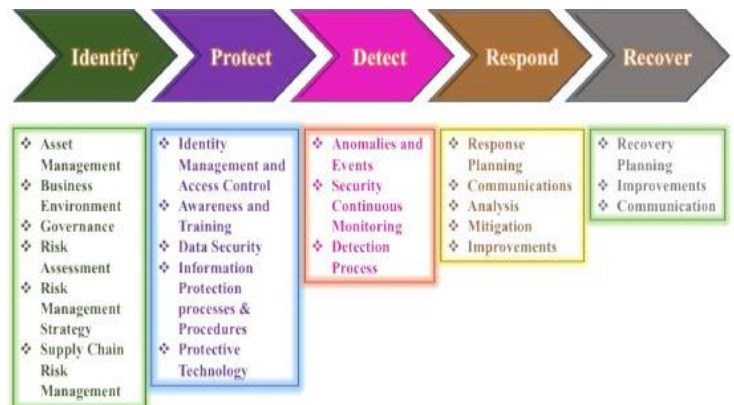 Identify
Protect
Detect
Respond
Recover
❖ Asset
Management
❖ Business
Environment
❖ Governance
❖ Risk
Assessment
❖ Risk
Management
Strategy
❖ Supply Chain
Risk
Management
❖ Identity
Management and
Access Control
❖ Awareness and
Training
❖ Data Security
❖ Information
Protection
processes &
Procedures
❖ Protective
Technology
❖ Anomalies and
Events
❖ Security
Continuous
Monitoring
❖ Detection
Process
❖ Response
Planning
❖ Communications
❖ Analysis
❖ Mitigation
❖ Improvements
❖ Recovery
Planning
❖ Improvements
❖ Communication